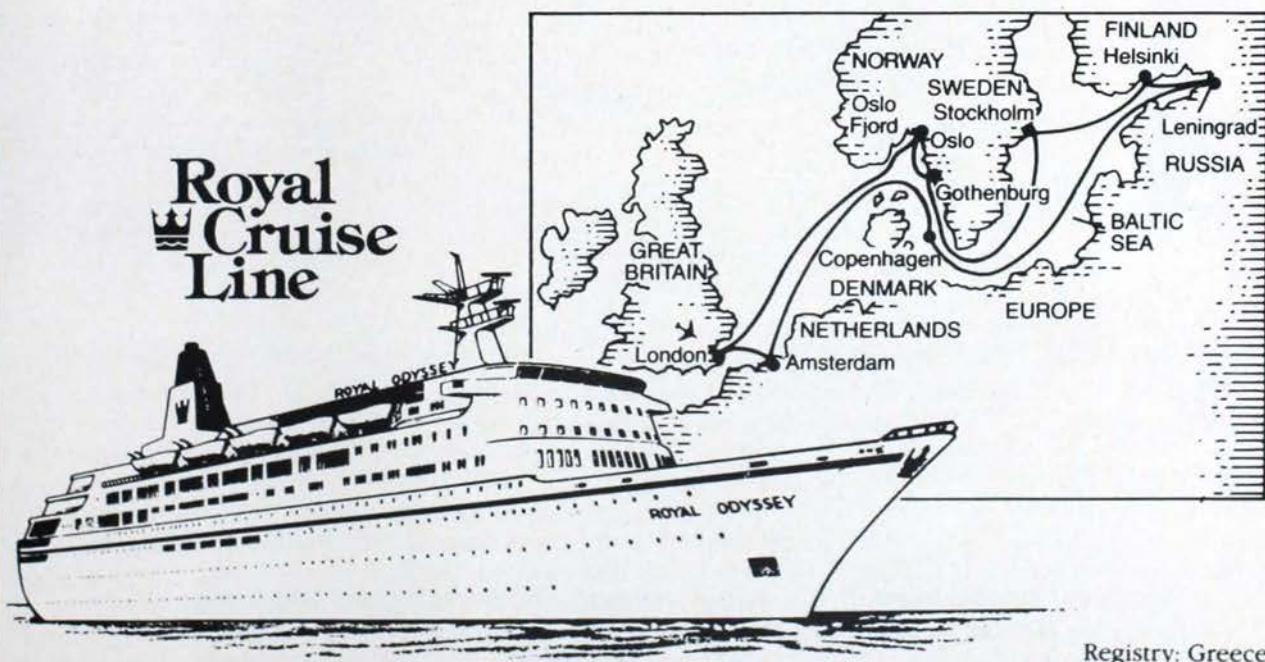 Royal
Cruise
Line
FINLAND
Helsinki
NORWAY
SWEDEN
Stockholm
Oslo
Fjord
Oslo
Leningrad
RUSSIA
Gothenburg
BALTIC
SEA
GREAT
BRITAIN
Copenhagen
DENMARK
EUROPE
NETHERLANDS
London
Amsterdam
ROYAL ODYSSEY
ROYAL ODYSSEY
Registry: Greece